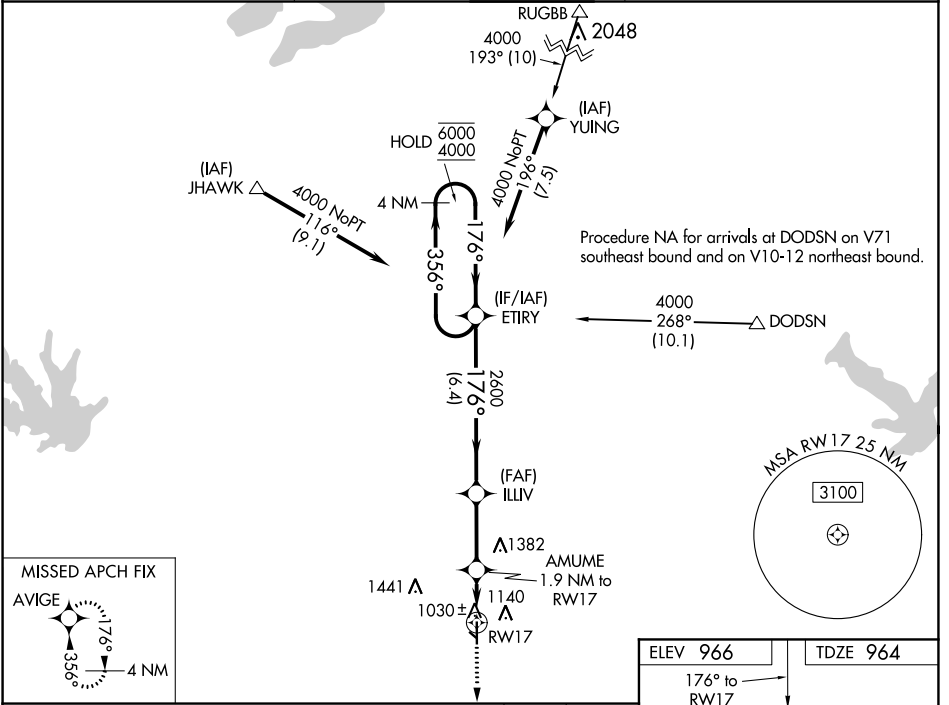 RUGBB
2048
4000
193° (10)
(IAF)
YUING
HOLD
6000
4000
4000 NoPT
196°
(7.5)
(IAF)
JHAWK
4000 NoPT
116°
(9.1)
4 NM
176°
356°
Procedure NA for arrivals at DODSN on V71
southeast bound and on V10-12 northeast bound.
(IF/IAF)
ETIRY
4000
268°
(10.1)
DODSN
2600
176°
(6.4)
MSA RW17 25 NM
3100
(FAF)
ILLIV
1382
AMUME
1.9 NM to
RW17
1441
1140
1030±
RW17
MISSED APCH FIX
AVIGE
176°
356°
4 NM
ELEV 966
TDZE 964
176° to
RW17